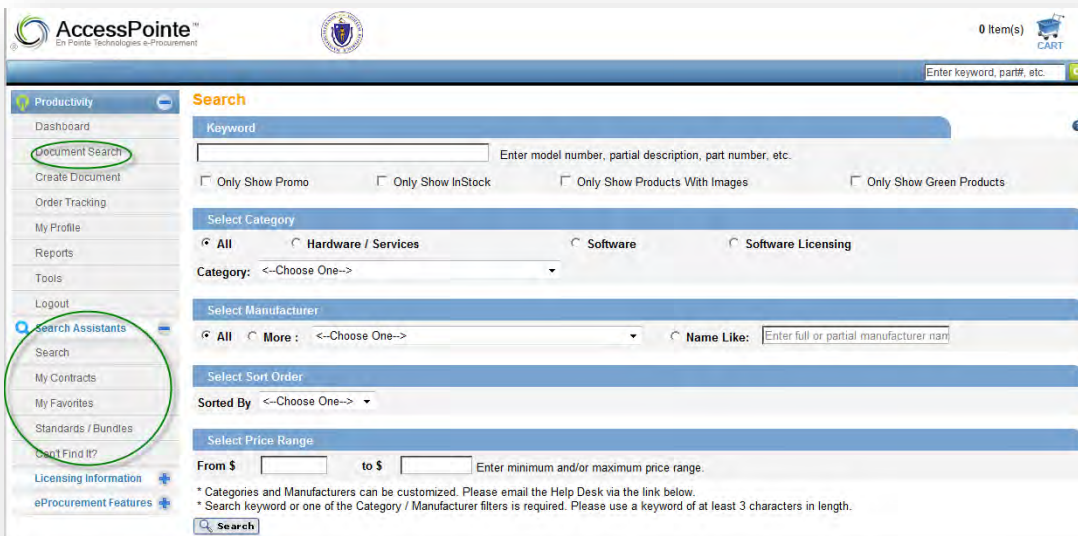 AccessPointe™
En Pointe Technologies e-Procurement
0 Item(s)
CART
Enter keyword, part#, etc.
Productivity
Dashboard
Document Search
Create Document
Order Tracking
My Profile
Reports
Tools
Logout
Search Assistants
Search
My Contracts
My Favorites
Standards / Bundles
Can't Find It?
Licensing Information
eProcurement Features
Search
Keyword
Enter model number, partial description, part number, etc.
Only Show Promo Only Show InStock Only Show Products With Images Only Show Green Products
Select Category
All Hardware / Services Software Software Licensing
Category: <--Choose One-->
Select Manufacturer
All More : <--Choose One--> Name Like: Enter full or partial manufacturer nam
Select Sort Order
Sorted By <--Choose One-->
Select Price Range
From $ to $ Enter minimum and/or maximum price range.
* Categories and Manufacturers can be customized. Please email the Help Desk via the link below.
* Search keyword or one of the Category / Manufacturer filters is required. Please use a keyword of at least 3 characters in length.
Search